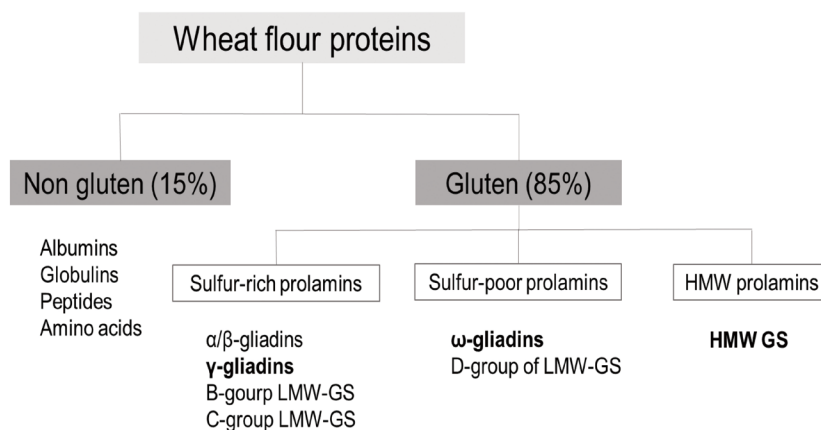 Wheat flour proteins
Non gluten (15%)
Gluten (85%)
Albumins
Globulins
Peptides
Amino acids
Sulfur-rich prolamins
Sulfur-poor prolamins
HMW prolamins
α/β-gliadins
γ-gliadins
B-gourp LMW-GS
C-group LMW-GS
ω-gliadins
D-group of LMW-GS
HMW GS